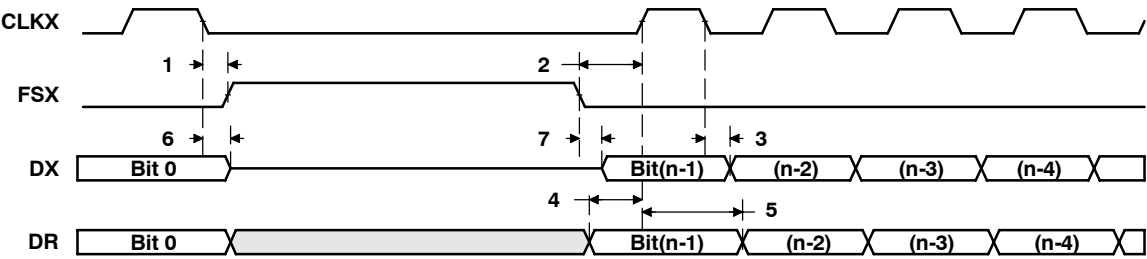 CLKX
1 2
FSX
6 7 3
DX Bit 0 Bit(n-1) (n-2) (n-3) (n-4)
4 5
DR Bit 0 Bit(n-1) (n-2) (n-3) (n-4)